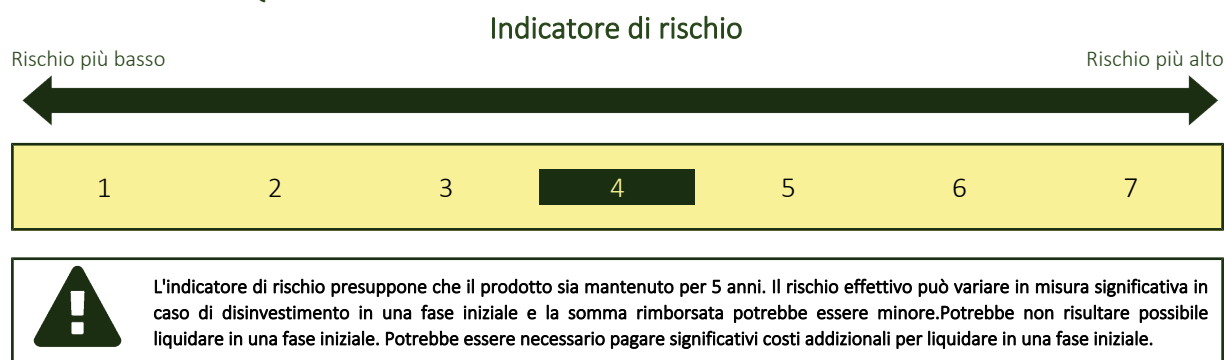 Indicatore di rischio
Rischio più basso
Rischio più alto
1 2 3 4 5 6 7
L'indicatore di rischio presuppone che il prodotto sia mantenuto per 5 anni. Il rischio effettivo può variare in misura significativa in
caso di disinvestimento in una fase iniziale e la somma rimborsata potrebbe essere minore.Potrebbe non risultare possibile
liquidare in una fase iniziale. Potrebbe essere necessario pagare significativi costi addizionali per liquidare in una fase iniziale.